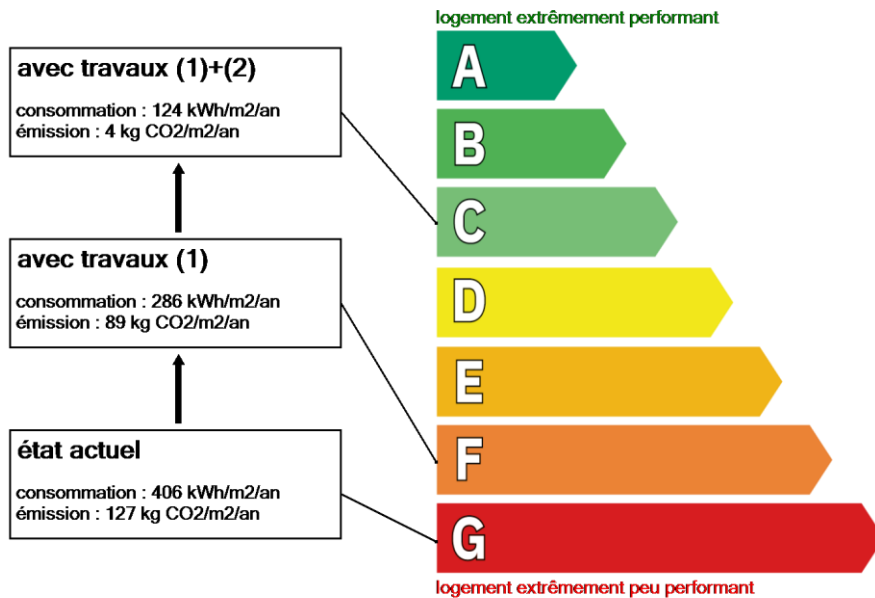 logement extrêmement performant
avec travaux (1)+(2)
consommation : 124 kWh/m2/an
émission : 4 kg CO2/m2/an
avec travaux (1)
consommation : 286 kWh/m2/an
émission : 89 kg CO2/m2/an
état actuel
consommation : 406 kWh/m2/an
émission : 127 kg CO2/m2/an
A
B
C
D
E
F
G
logement extrêmement peu performant